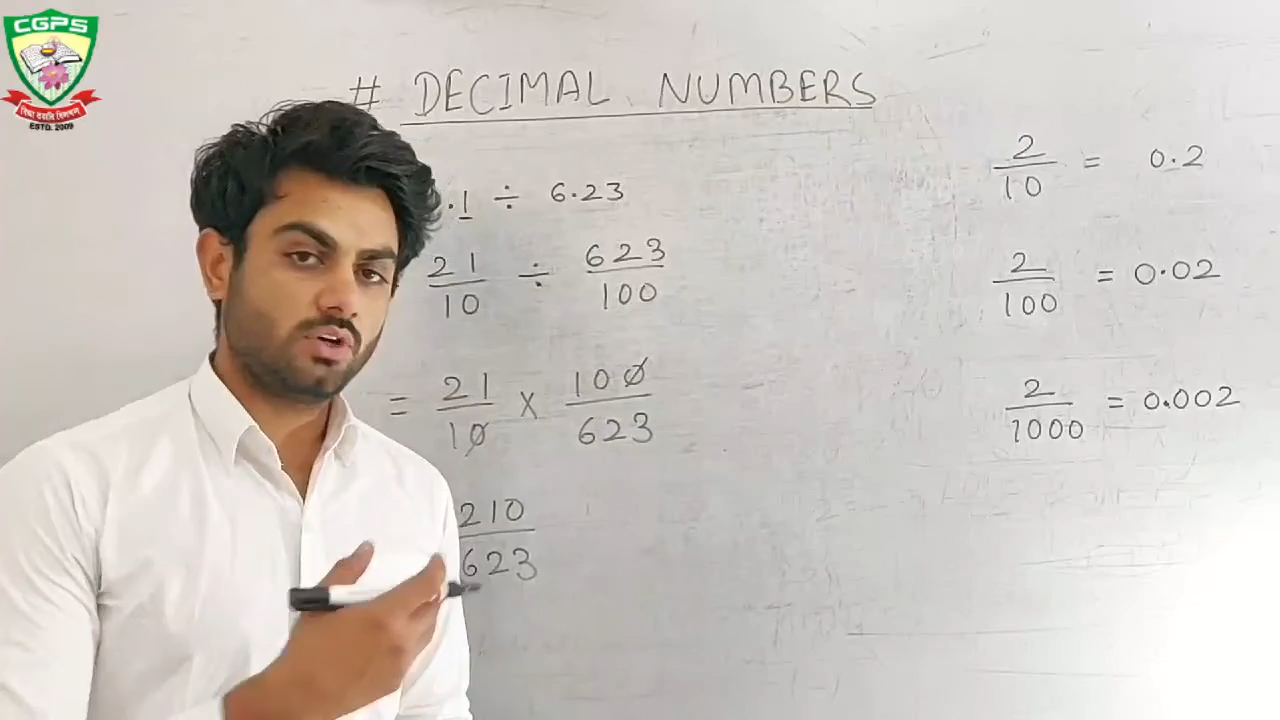 CGPS
ESTD. 2009
# DECIMAL NUMBERS
.1 ÷ 6.23
21/10 ÷ 623/100
= 21/10 × 100/623
210/623
2/10 = 0.2
2/100 = 0.02
2/1000 = 0.002